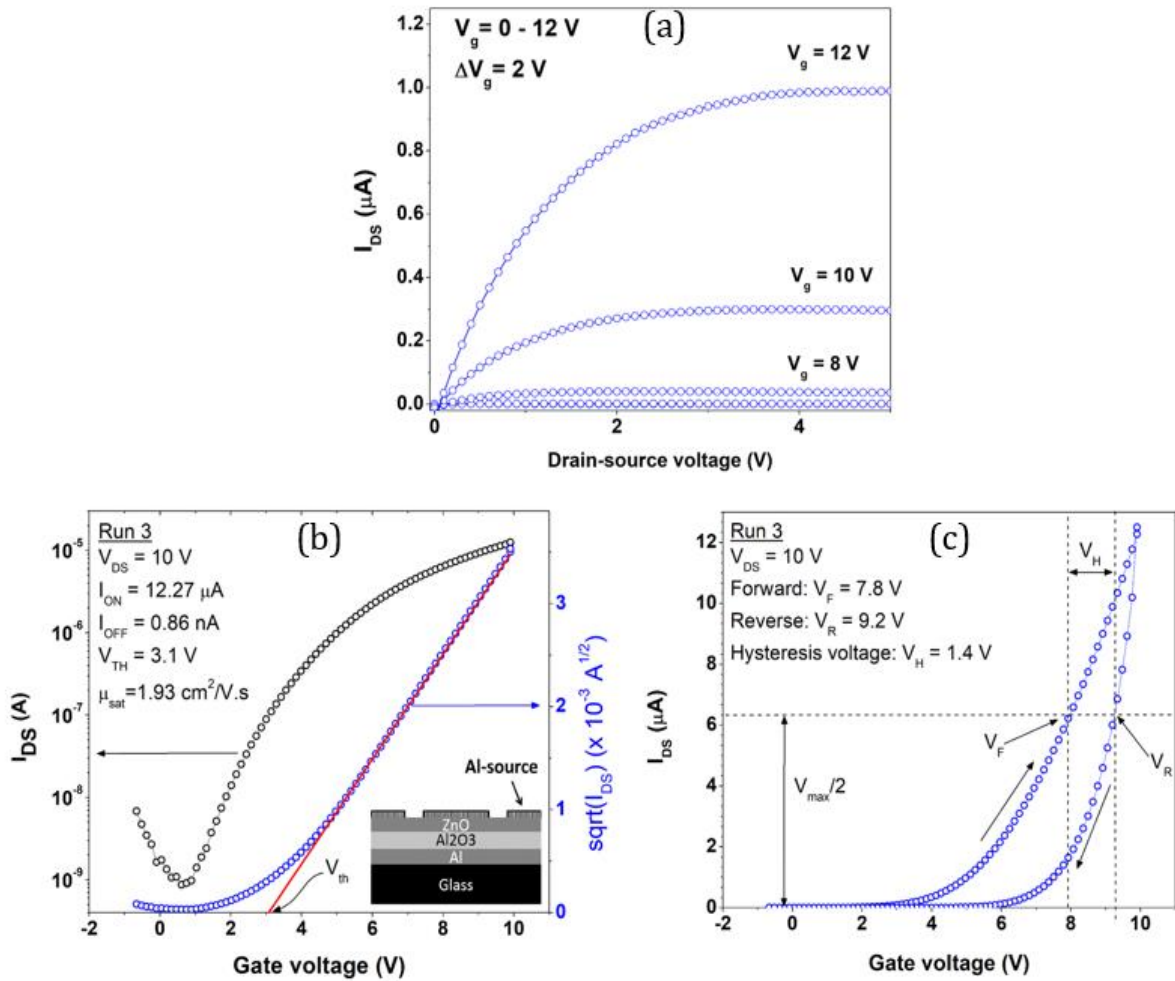 (a)
V_g = 0 - 12 V
ΔV_g = 2 V
V_g = 12 V
V_g = 10 V
V_g = 8 V
1.2
1.0
0.8
0.6
0.4
0.2
0.0
I_DS (μA)
0 2 4
Drain-source voltage (V)
(b)
Run 3
V_DS = 10 V
I_ON = 12.27 μA
I_OFF = 0.86 nA
V_TH = 3.1 V
μ_sat=1.93 cm²/V.s
10⁻⁵
10⁻⁶
10⁻⁷
10⁻⁸
10⁻⁹
I_DS (A)
3
2
1
0
sqrt(I_DS) (x 10⁻³ A^1/2)
V_th
Al-source
ZnO
Al2O3
Al
Glass
-2 0 2 4 6 8 10
Gate voltage (V)
(c)
Run 3
V_DS = 10 V
Forward: V_F = 7.8 V
Reverse: V_R = 9.2 V
Hysteresis voltage: V_H = 1.4 V
V_H
V_F
V_R
V_max/2
12
10
8
6
4
2
0
I_DS (μA)
-2 0 2 4 6 8 10
Gate voltage (V)